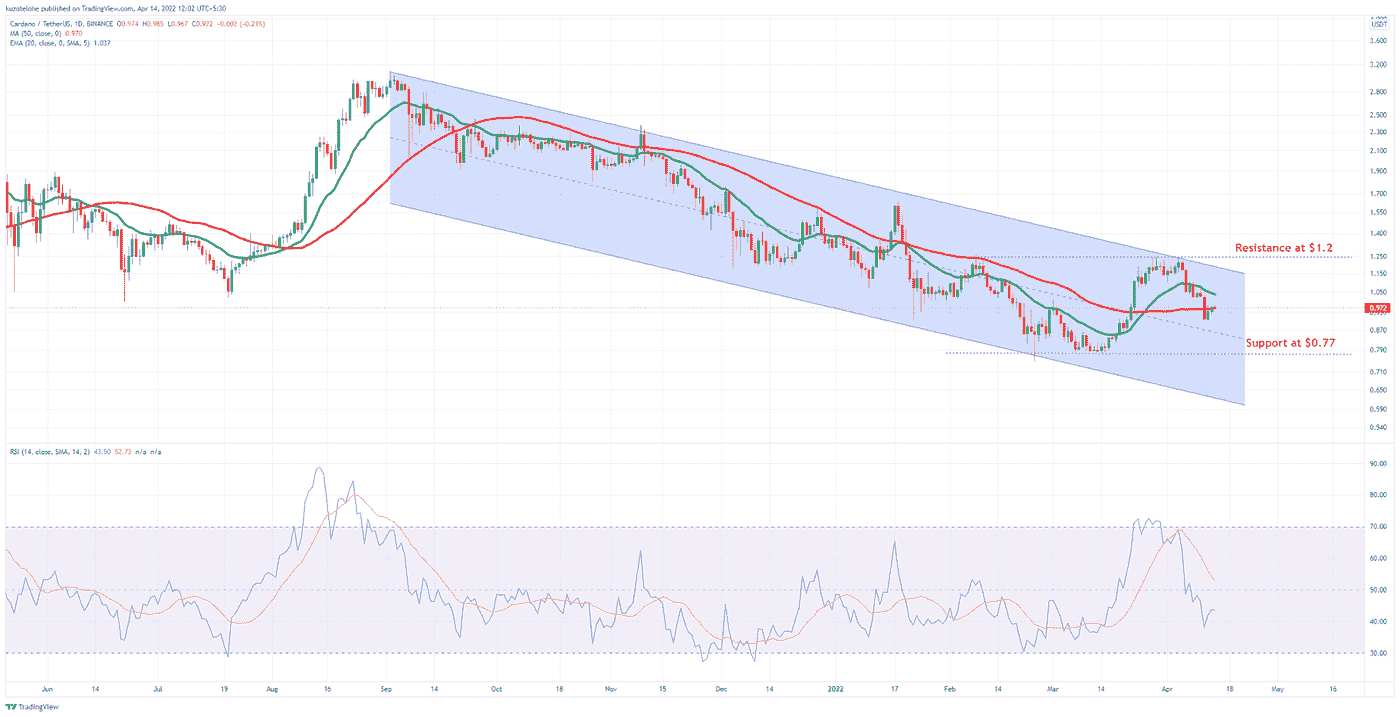 kuzotelohe published on TradingView.com, Apr 14, 2022 12:02 UTC+5:30
Cardano / TetherUS, 1D, BINANCE O0.974 H0.985 L0.967 C0.972 -0.002 (-0.21%)
MA (50, close, 0) 0.970
EMA (20, close, 0, SMA, 5) 1.037
USDT
3.600
3.200
2.800
2.500
2.300
2.100
1.900
1.700
1.550
1.400
Resistance at $1.2
1.250
1.150
1.050
0.972
0.870
Support at $0.77
0.790
0.710
0.650
0.590
0.540
RSI (14, close, SMA, 14, 2) 43.50 52.73 n/a n/a
90.00
80.00
70.00
60.00
50.00
40.00
30.00
Jun 14 Jul 19 Aug 16 Sep 14 Oct 18 Nov 15 Dec 14 2022 17 Feb 14 Mar 14 Apr 18 May 16
TradingView